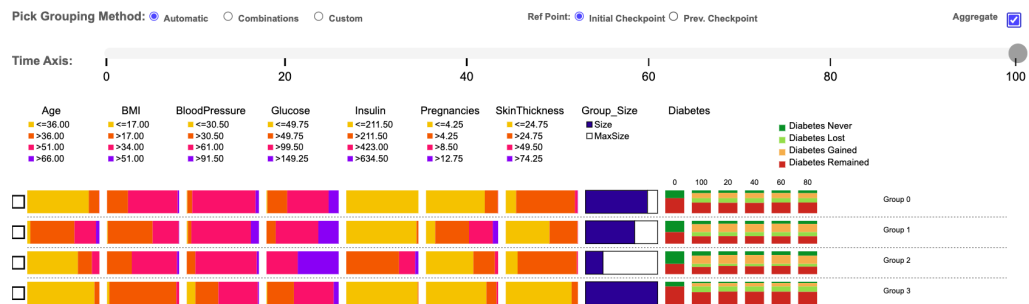 Pick Grouping Method: Automatic Combinations Custom Ref Point: Initial Checkpoint Prev. Checkpoint Aggregate
Time Axis:
0 20 40 60 80 100
Age BMI BloodPressure Glucose Insulin Pregnancies SkinThickness Group_Size Diabetes
<=36.00 <=17.00 <=30.50 <=49.75 <=211.50 <=4.25 <=24.75 Size Diabetes Never
>36.00 >17.00 >30.50 >49.75 >211.50 >4.25 >24.75 MaxSize Diabetes Lost
>51.00 >34.00 >61.00 >99.50 >423.00 >8.50 >49.50 Diabetes Gained
>66.00 >51.00 >91.50 >149.25 >634.50 >12.75 >74.25 Diabetes Remained
0 100 20 40 60 80
Group 0
Group 1
Group 2
Group 3